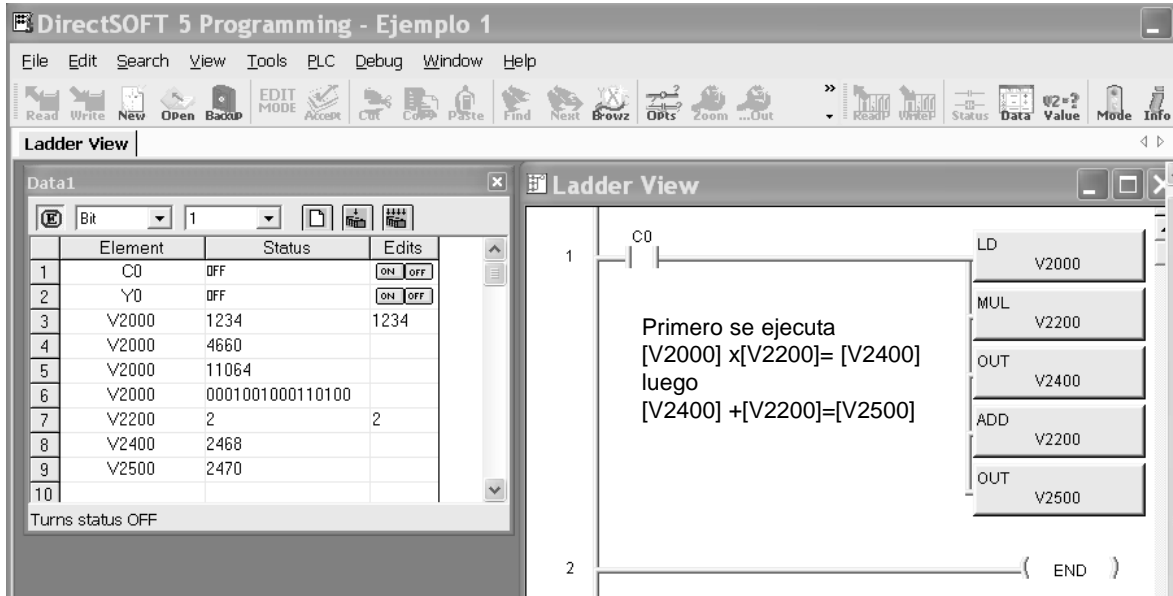 DirectSOFT 5 Programming - Ejemplo 1
File Edit Search View Tools PLC Debug Window Help
Read Write New Open Backup EDIT MODE Accept Cut Copy Paste Find Next Browz Opts Zoom ...Out » ReadP WriteP Status Data Value Mode Info
Ladder View
Data1
Bit 1
Element Status Edits
1 C0 OFF ON OFF
2 Y0 OFF ON OFF
3 V2000 1234 1234
4 V2000 4660
5 V2000 11064
6 V2000 0001001000110100
7 V2200 2 2
8 V2400 2468
9 V2500 2470
10
Turns status OFF
Ladder View
1
C0
LD
V2000
MUL
V2200
OUT
V2400
ADD
V2200
OUT
V2500
Primero se ejecuta
[V2000] x[V2200]= [V2400]
luego
[V2400] +[V2200]=[V2500]
2
( END )